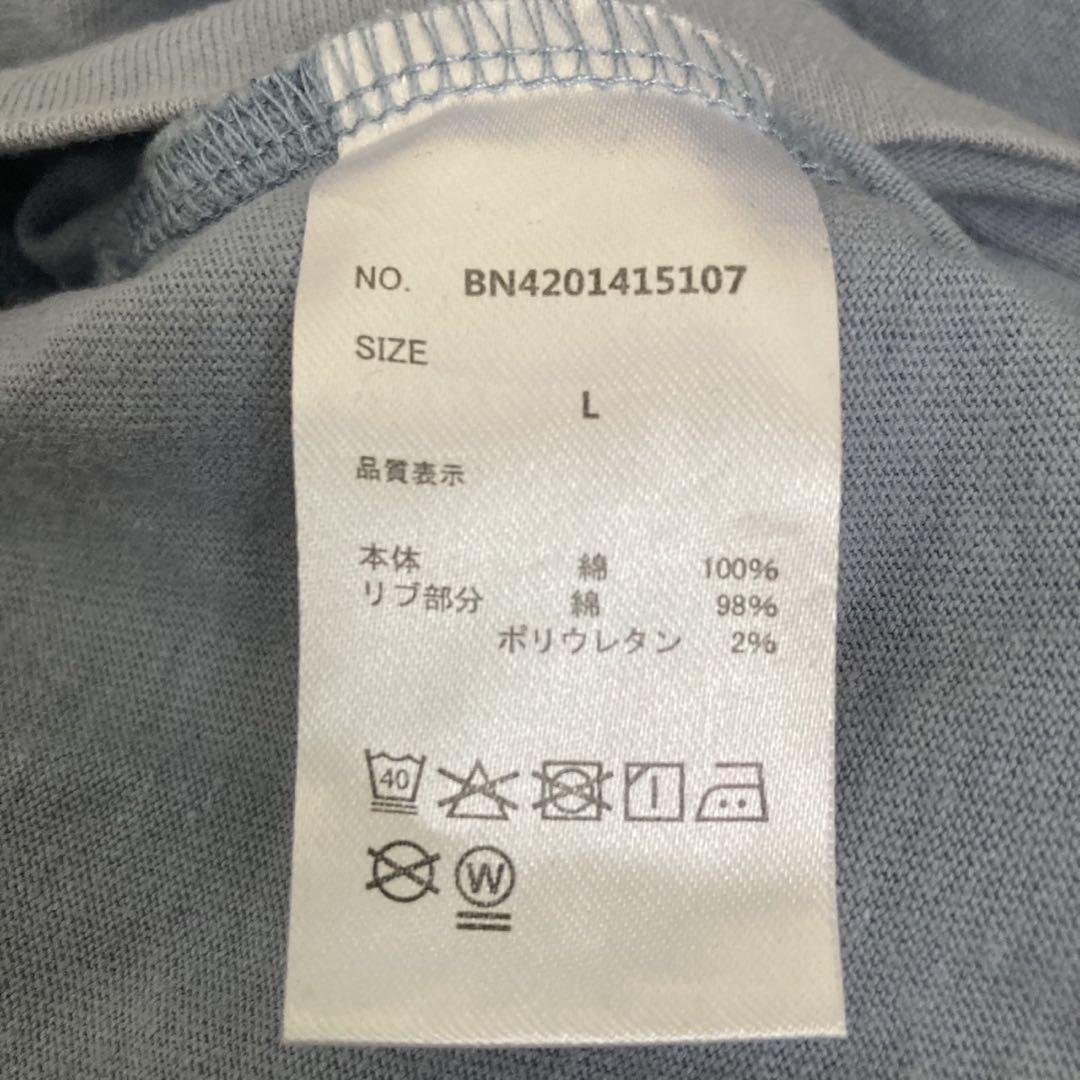 NO. BN4201415107
SIZE
L
品質表示
本体 綿 100%
リブ部分 綿 98%
ポリウレタン 2%
40
W